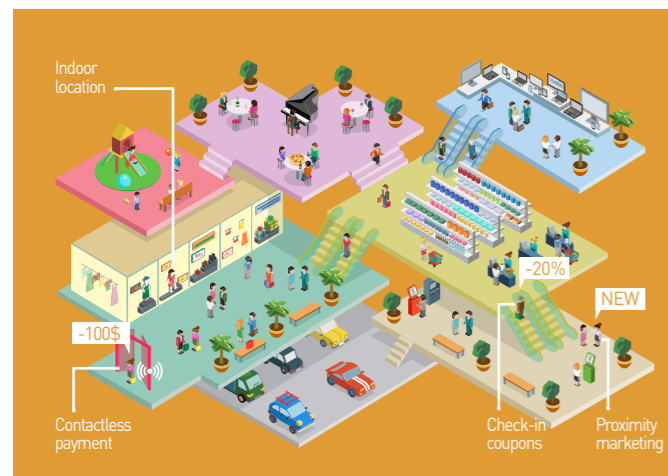 Indoor
location
-20%
NEW
-100$
Contactless
payment
Check-in
coupons
Proximity
marketing